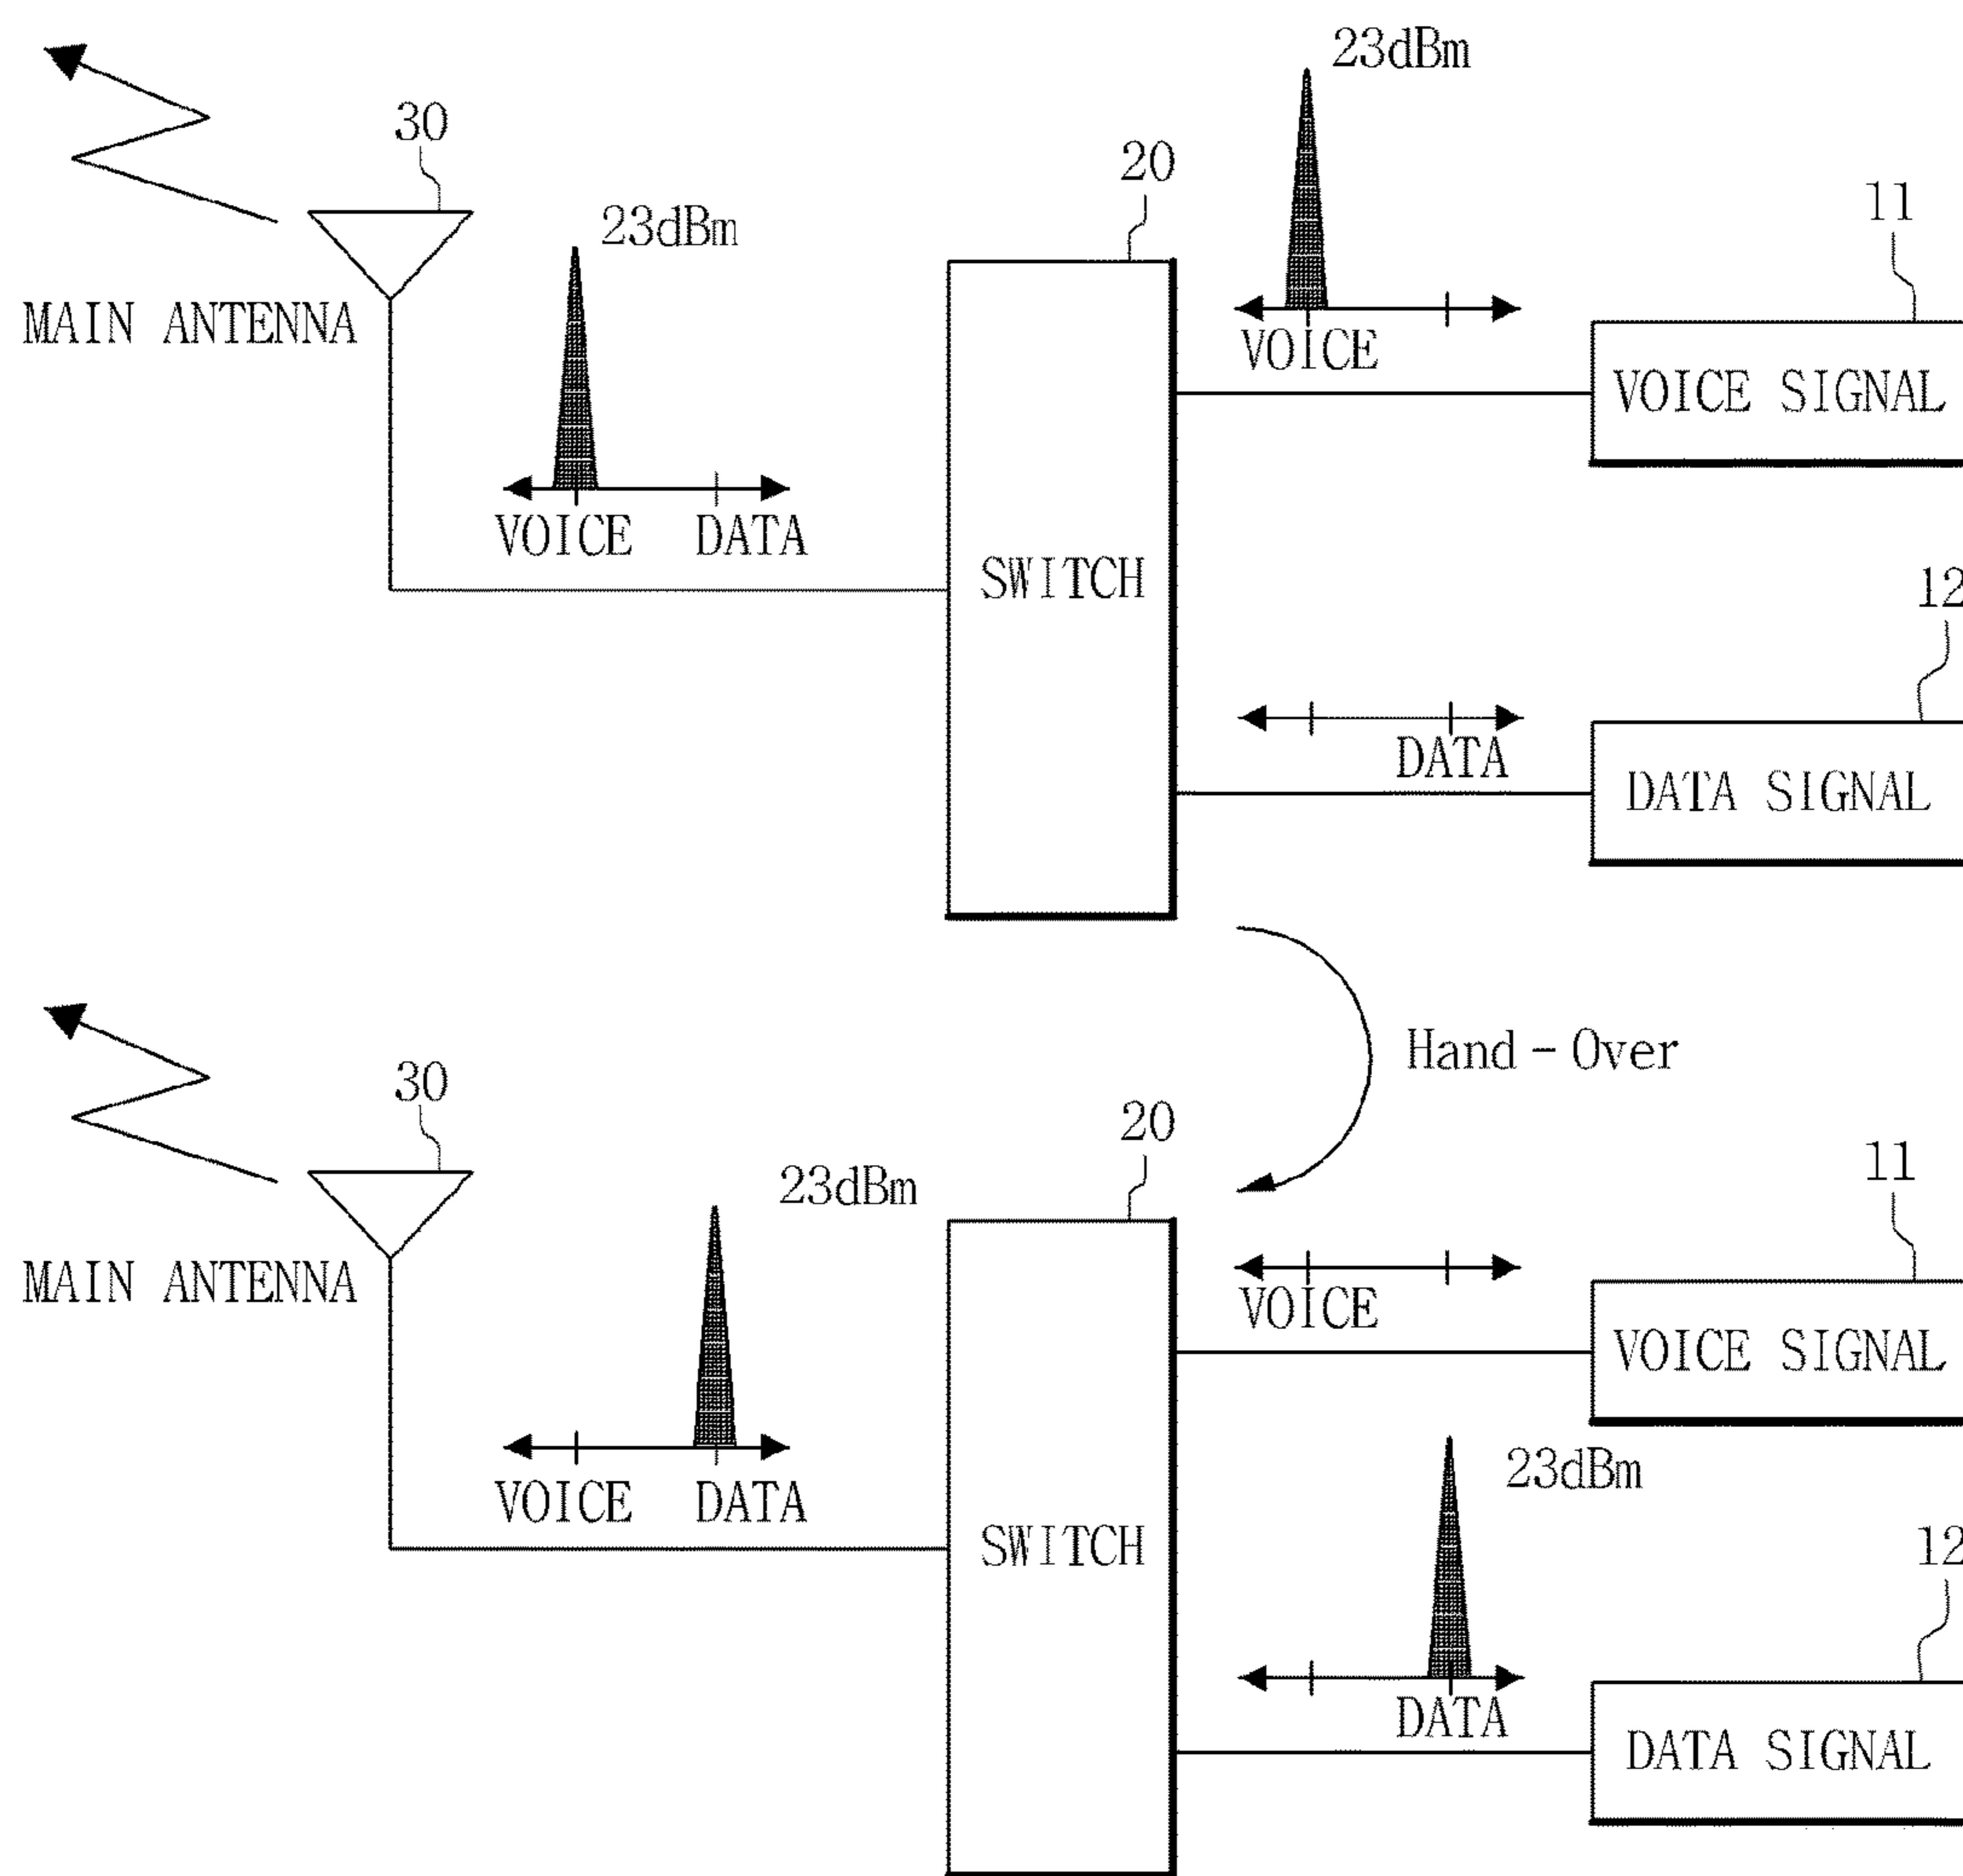 23dBm
30
20
11
23dBm
MAIN ANTENNA
VOICE
VOICE SIGNAL
VOICE DATA
SWITCH
12
DATA
DATA SIGNAL
Hand - Over
30
20
11
23dBm
MAIN ANTENNA
VOICE
VOICE SIGNAL
23dBm
VOICE DATA
SWITCH
12
DATA
DATA SIGNAL